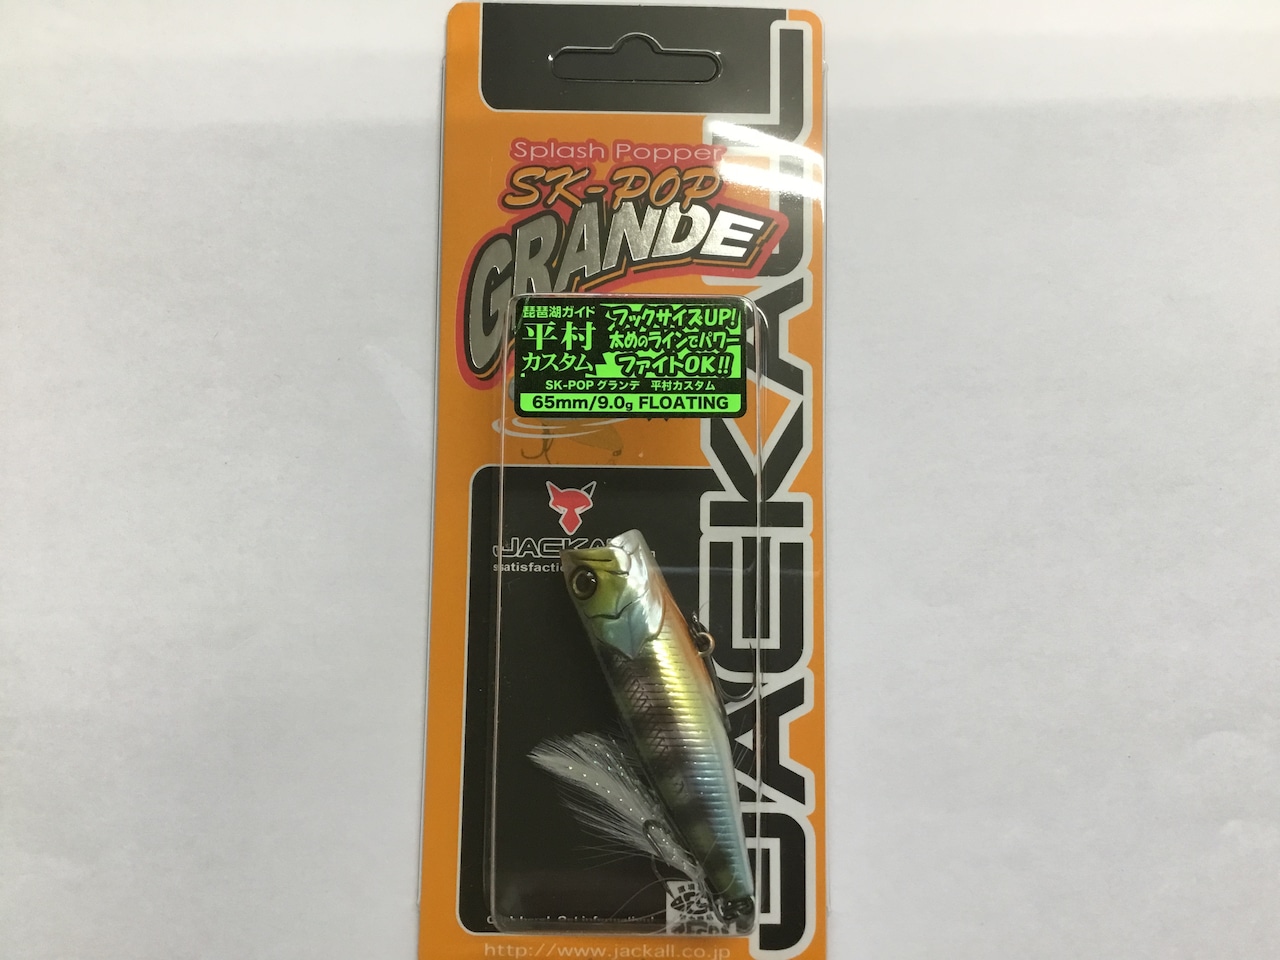 Splash Popper
SK-POP
GRANDE
琵琶湖ガイド
平村
カスタム
フックサイズUP!
太めのラインでパワー
ファイトOK!!
SK-POPグランデ 平村カスタム
65mm/9.0g FLOATING
JACKALL
http://www.jackall.co.jp
JACKALL